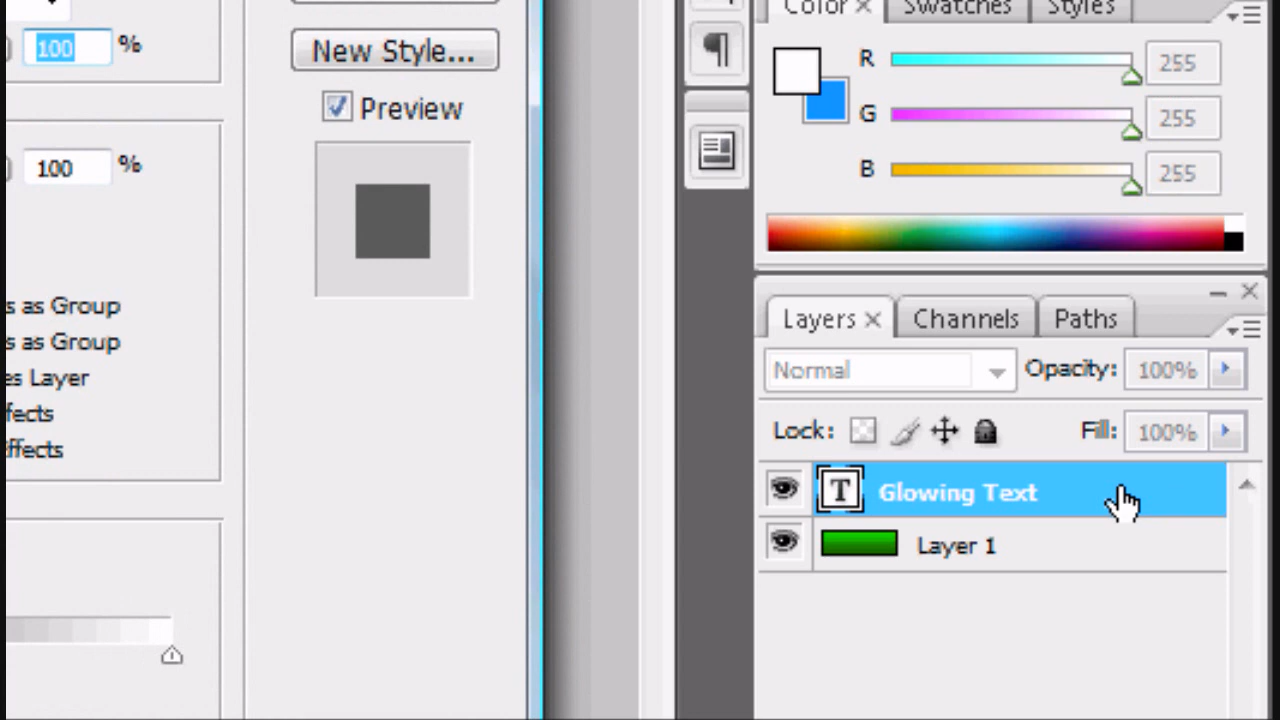 100 %
New Style...
Preview
100 %
s as Group
s as Group
es Layer
fects
ffects
Color Swatches Styles
R 255
G 255
B 255
Layers Channels Paths
Normal Opacity: 100%
Lock: Fill: 100%
T Glowing Text
Layer 1